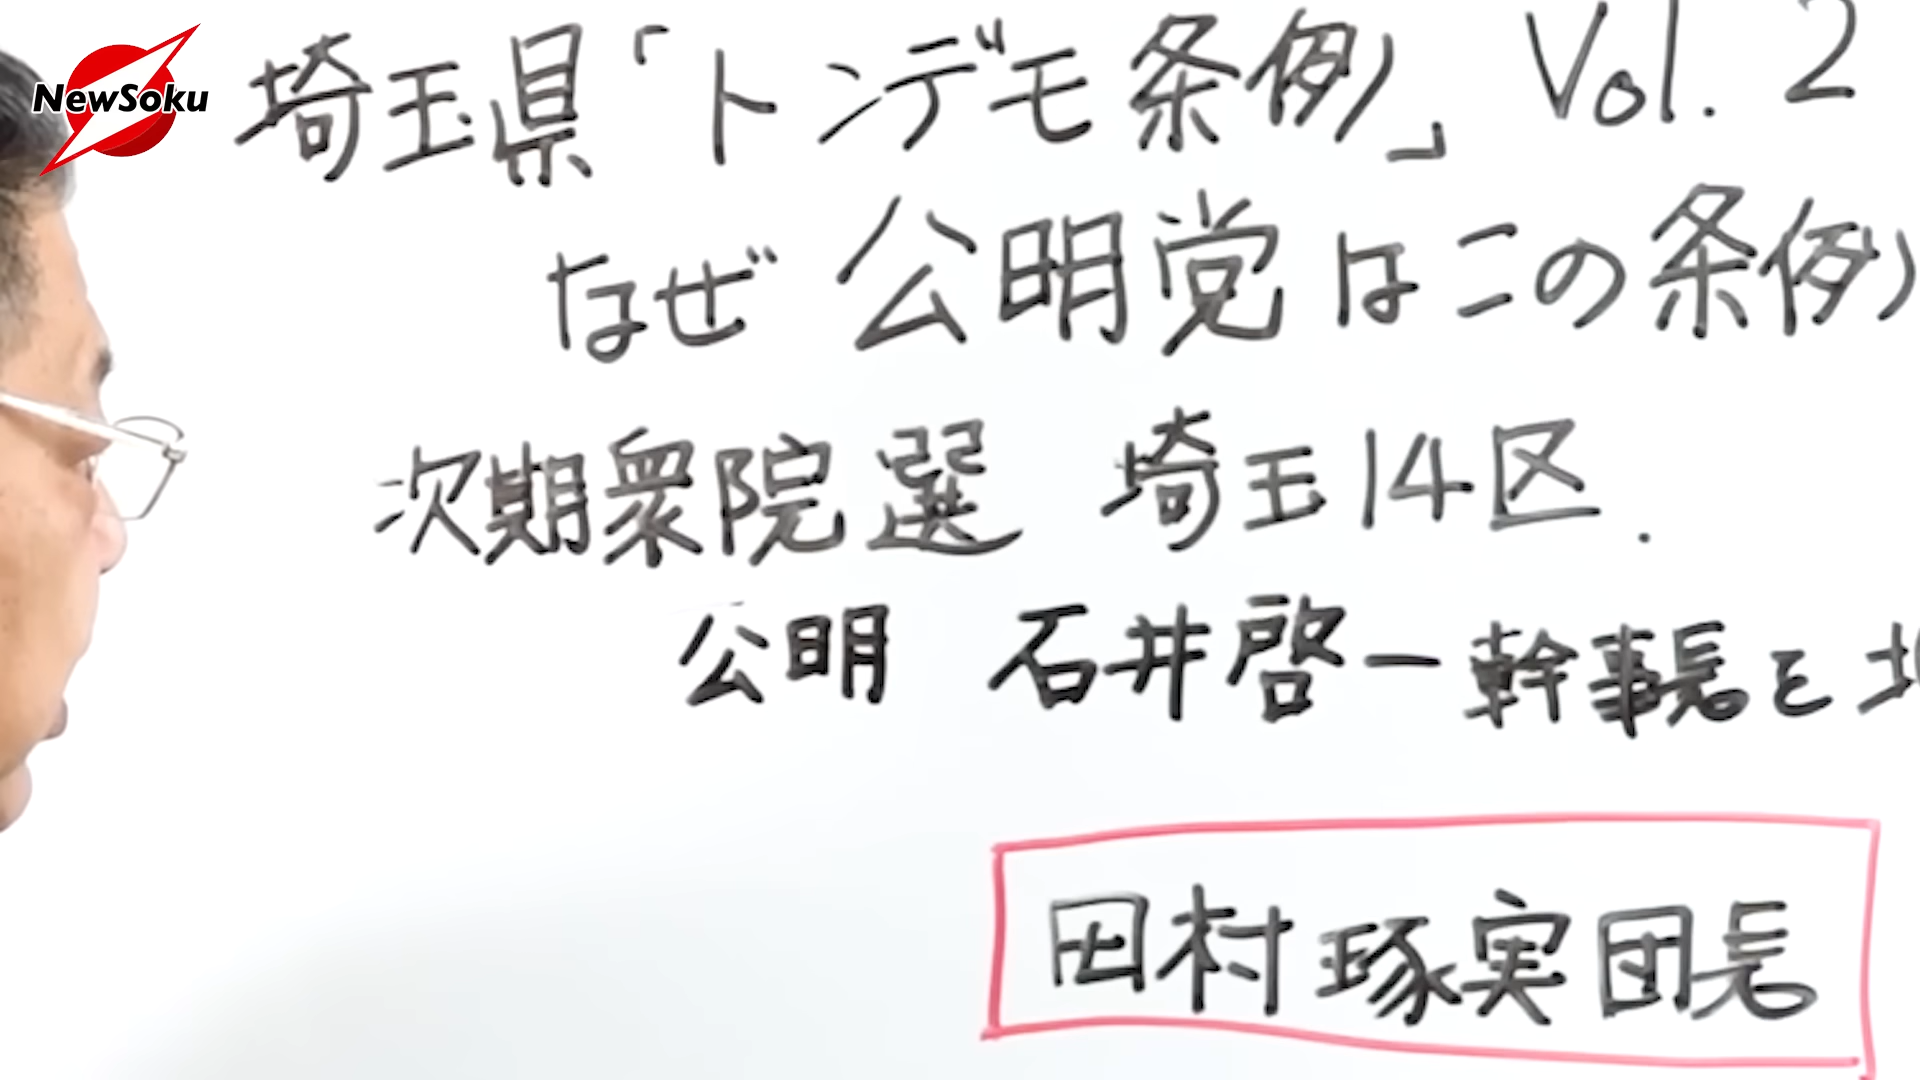 NewSoku
埼玉県「トンデモ条例」 Vol. 2
なぜ公明党はこの条例
次期衆院選 埼玉14区.
公明 石井啓一幹事長を
田村琢実団長